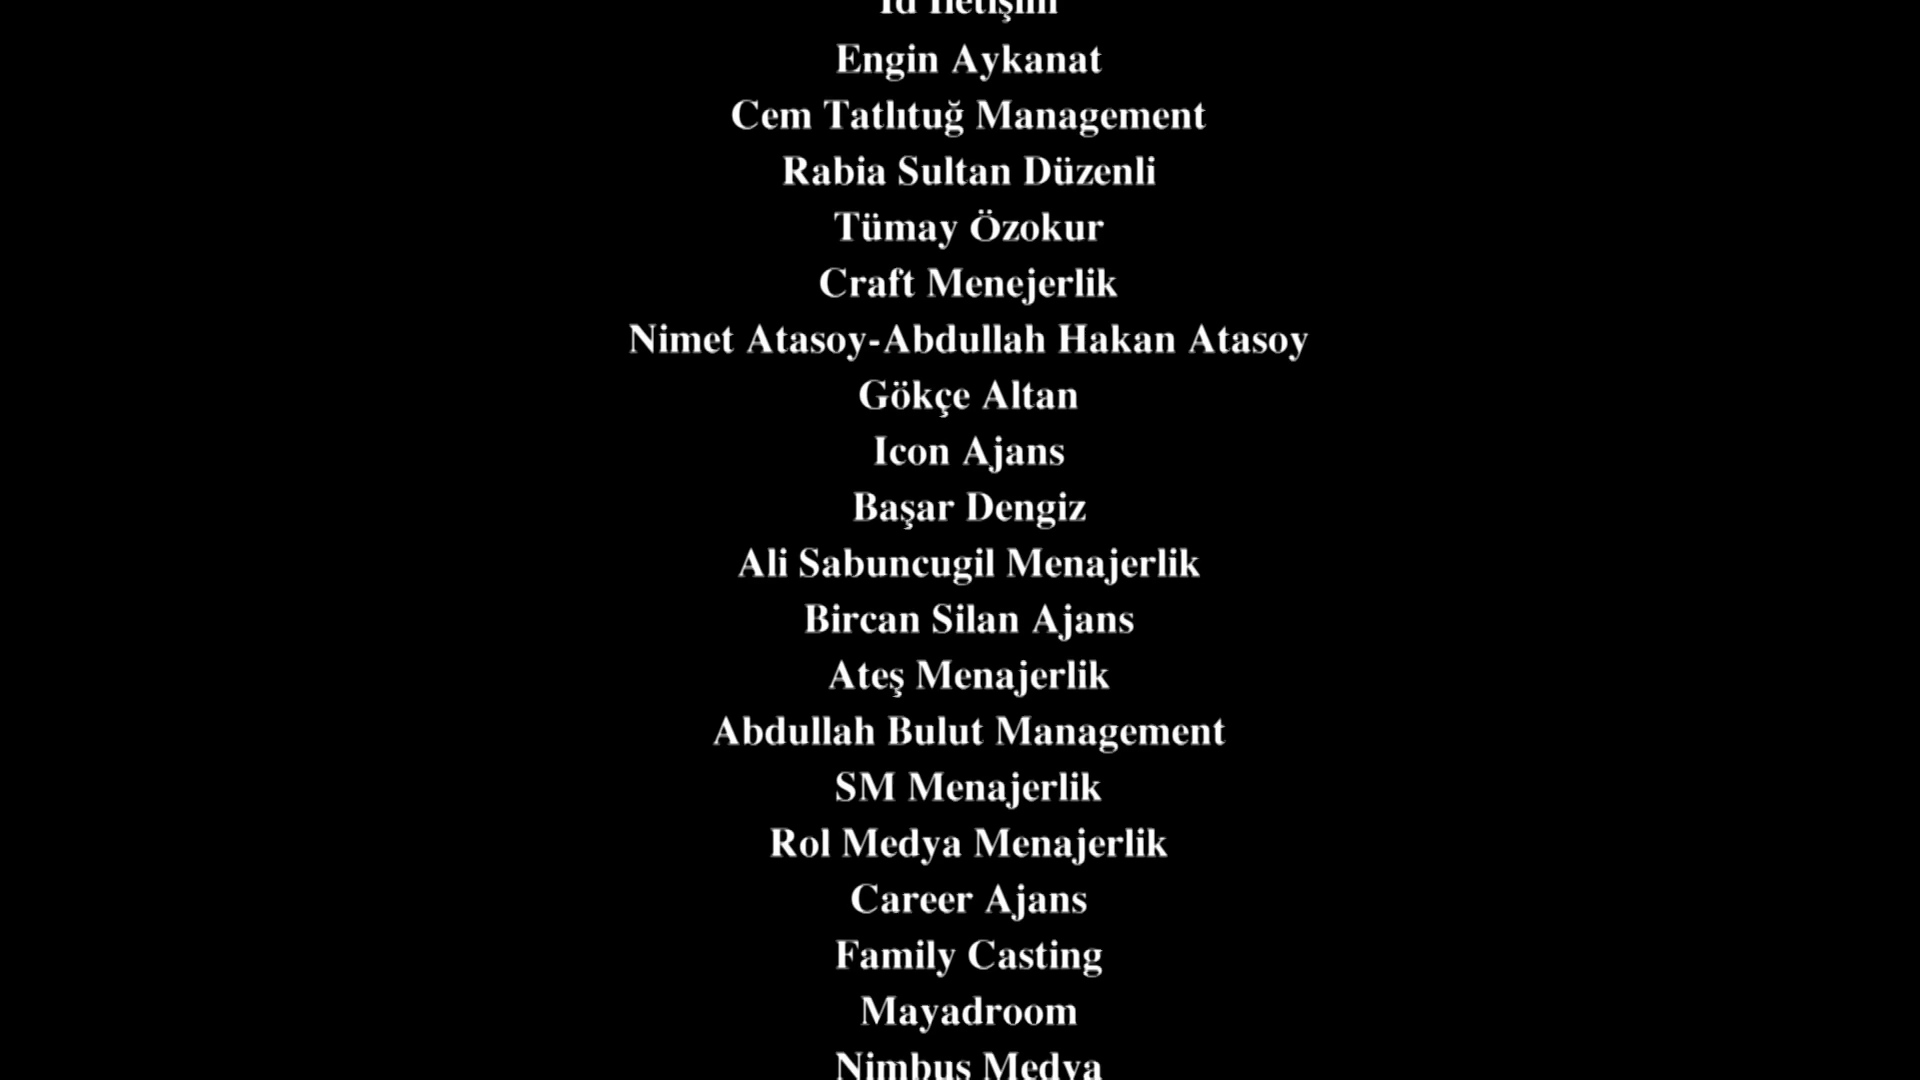 Id İletişim
Engin Aykanat
Cem Tatlıtuğ Management
Rabia Sultan Düzenli
Tümay Özokur
Craft Menejerlik
Nimet Atasoy-Abdullah Hakan Atasoy
Gökçe Altan
Icon Ajans
Başar Dengiz
Ali Sabuncugil Menajerlik
Bircan Silan Ajans
Ateş Menajerlik
Abdullah Bulut Management
SM Menajerlik
Rol Medya Menajerlik
Career Ajans
Family Casting
Mayadroom
Nimbus Medya